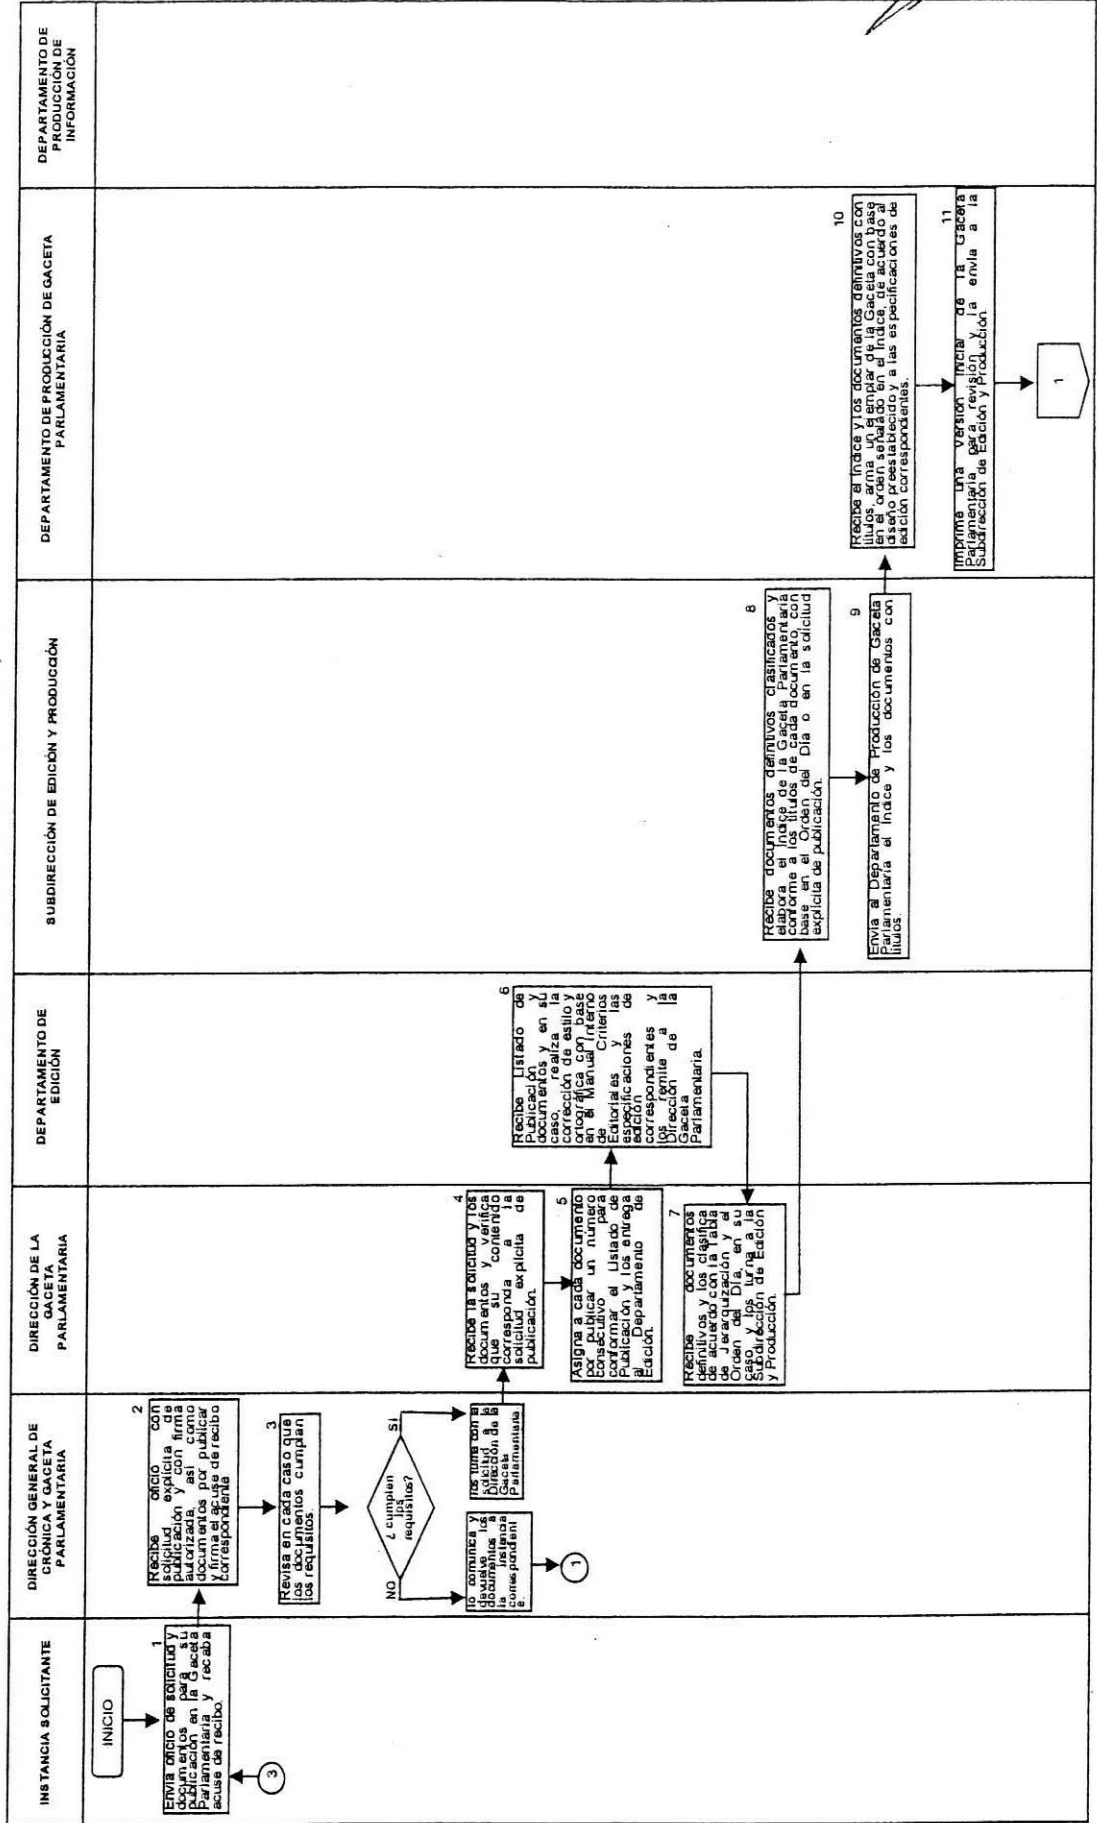 INSTANCIA SOLICITANTE
DIRECCIÓN GENERAL DE
CRÓNICA Y GACETA
PARLAMENTARIA
DIRECCIÓN DE LA
GACETA
PARLAMENTARIA
DEPARTAMENTO DE
EDICIÓN
SUBDIRECCIÓN DE EDICIÓN Y PRODUCCIÓN
DEPARTAMENTO DE PRODUCCIÓN DE GACETA
PARLAMENTARIA
DEPARTAMENTO DE
PRODUCCIÓN DE
INFORMACIÓN
INICIO
1
Envía oficio de solicitud y
documentos para su
publicación en la Gaceta
Parlamentaria y recaba
acuse de recibo.
3
2
Recibe oficio con
solicitud explícita de
publicación y con firma
autorizada, así como
documentos por publicar
y firma el acuse de recibo
correspondiente
3
Revisa en cada caso que
los documentos cumplan
los requisitos.
¿ cumplen
los
requisitos?
NO
SI
lo comunica y
devuelve los
documentos a
la instancia
correspondient
e.
1
los turna con la
solicitud a la
Dirección de la
Gaceta
Parlamentaria.
4
Recibe la solicitud y los
documentos y verifica
que su contenido
corresponda a la
solicitud explícita de
publicación.
5
Asigna a cada documento
por publicar un número
consecutivo para
conformar el Listado de
Publicación y los entrega
al Departamento de
Edición.
6
Recibe Listado de
Publicación y
documentos y en su
caso, realiza la
corrección de estilo y
ortográfica con base
en el Manual Interno
de Criterios
Editoriales y las
especificaciones de
edición
correspondientes y
los remite a la
Dirección de la
Gaceta
Parlamentaria.
7
Recibe documentos
definitivos y los clasifica
de acuerdo con la Tabla
de Jerarquización y el
Orden del Día, en su
caso y los turna a la
Subdirección de Edición
y Producción.
8
Recibe documentos definitivos clasificados y
elabora el Índice de la Gaceta Parlamentaria
conforme a los títulos de cada documento, con
base en el Orden del Día o en la solicitud
explícita de publicación.
9
Envía al Departamento de Producción de Gaceta
Parlamentaria el Índice y los documentos con
títulos.
10
Recibe el Índice y los documentos definitivos con
títulos, arma un ejemplar de la Gaceta con base
en el orden señalado en el Índice, de acuerdo al
diseño preestablecido y a las especificaciones de
edición correspondientes.
11
Imprime una versión inicial de la Gaceta
Parlamentaria para revisión y la envía a la
Subdirección de Edición y Producción.
1